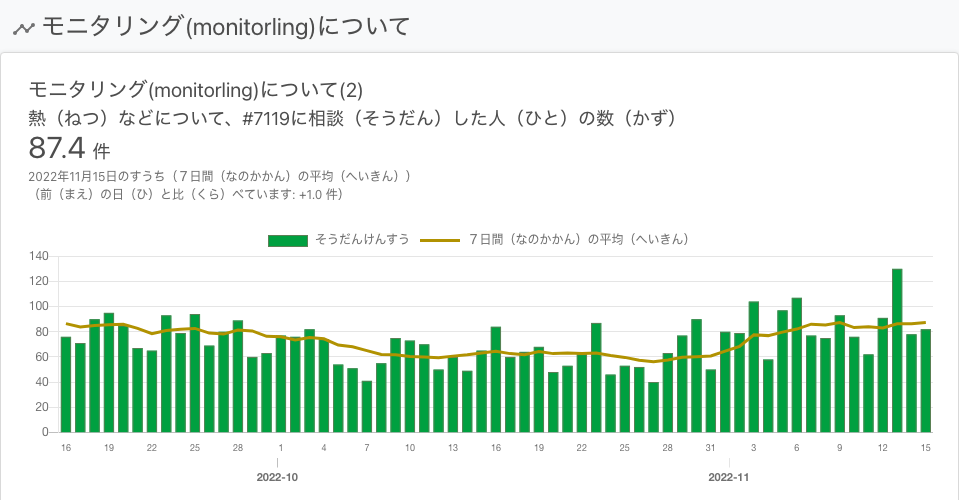 モニタリング(monitorling)について
モニタリング(monitorling)について(2)
熱（ねつ）などについて、#7119に相談（そうだん）した人（ひと）の数（かず）
87.4 件
2022年11月15日のすうち（７日間（なのかかん）の平均（へいきん））
（前（まえ）の日（ひ）と比（くら）べています: +1.0 件）
そうだんけんすう ７日間（なのかかん）の平均（へいきん）
140
120
100
80
60
40
20
0
16 19 22 25 28 1 4 7 10 13 16 19 22 25 28 31 3 6 9 12 15
2022-10 2022-11